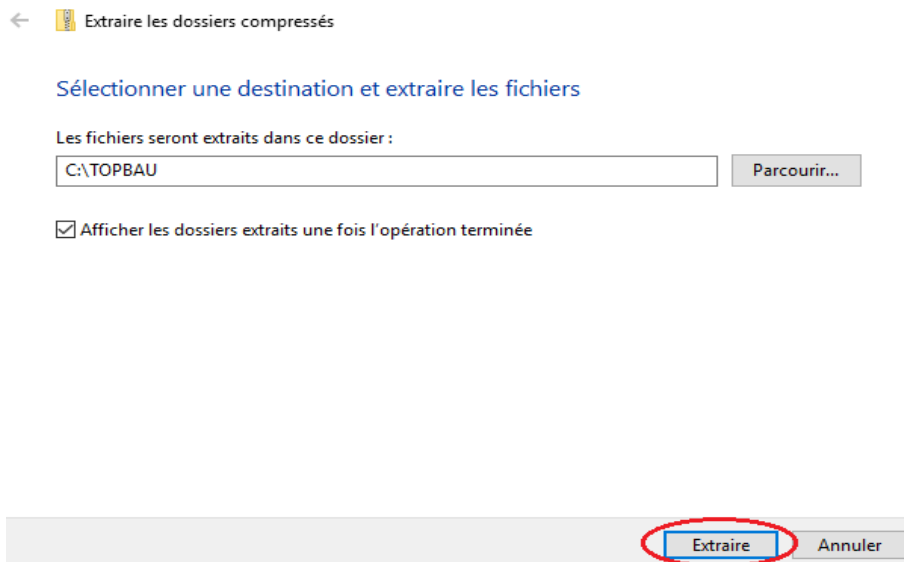 Extraire les dossiers compressés
Sélectionner une destination et extraire les fichiers
Les fichiers seront extraits dans ce dossier :
C:\TOPBAU
Parcourir...
Afficher les dossiers extraits une fois l'opération terminée
Extraire
Annuler